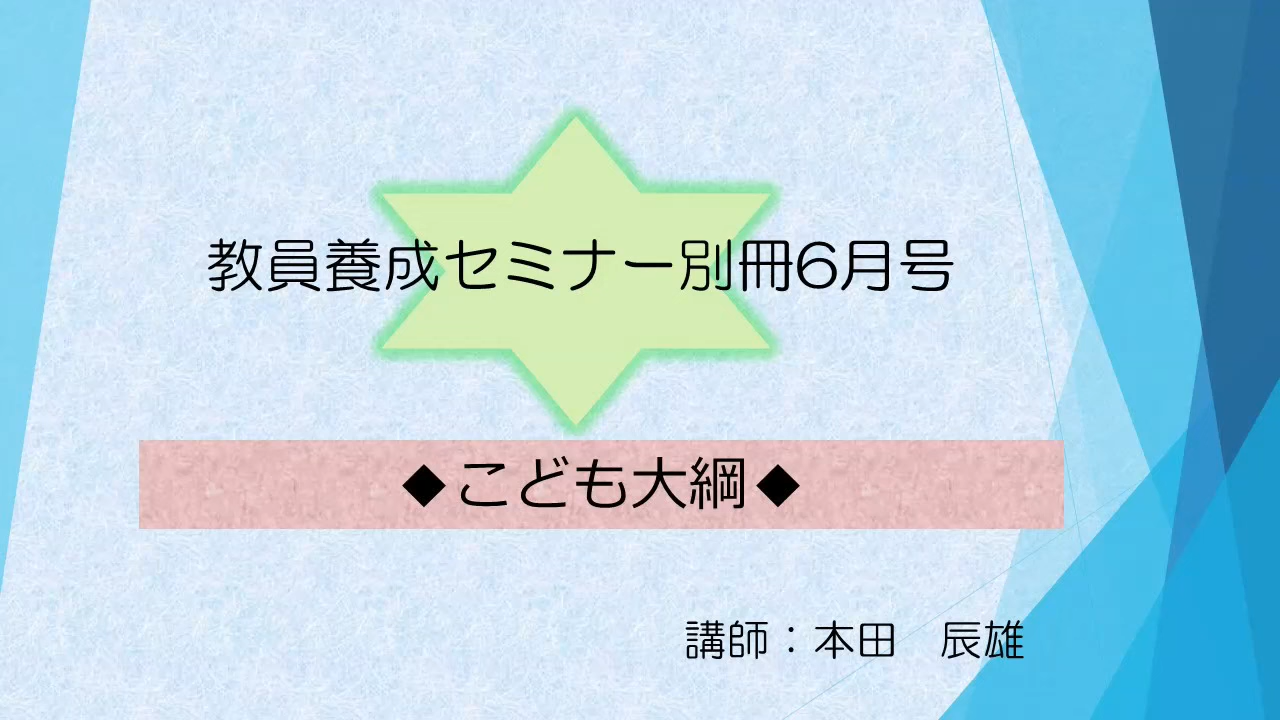 教員養成セミナー別冊6月号
◆こども大綱◆
講師：本田　辰雄